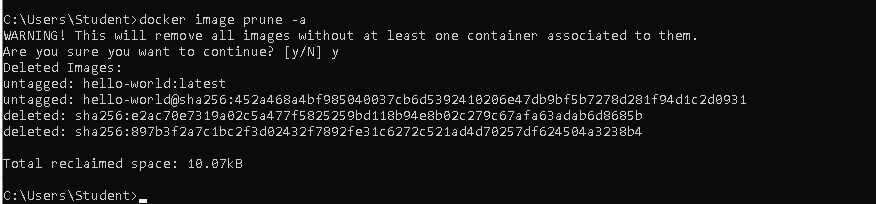 C:\Users\Student>docker image prune -a
WARNING! This will remove all images without at least one container associated to them.
Are you sure you want to continue? [y/N] y
Deleted Images:
untagged: hello-world:latest
untagged: hello-world@sha256:452a468a4bf985040037cb6d5392410206e47db9bf5b7278d281f94d1c2d0931
deleted: sha256:e2ac70e7319a02c5a477f5825259bd118b94e8b02c279c67afa63adab6d8685b
deleted: sha256:897b3f2a7c1bc2f3d02432f7892fe31c6272c521ad4d70257df624504a3238b4
Total reclaimed space: 10.07kB
C:\Users\Student>